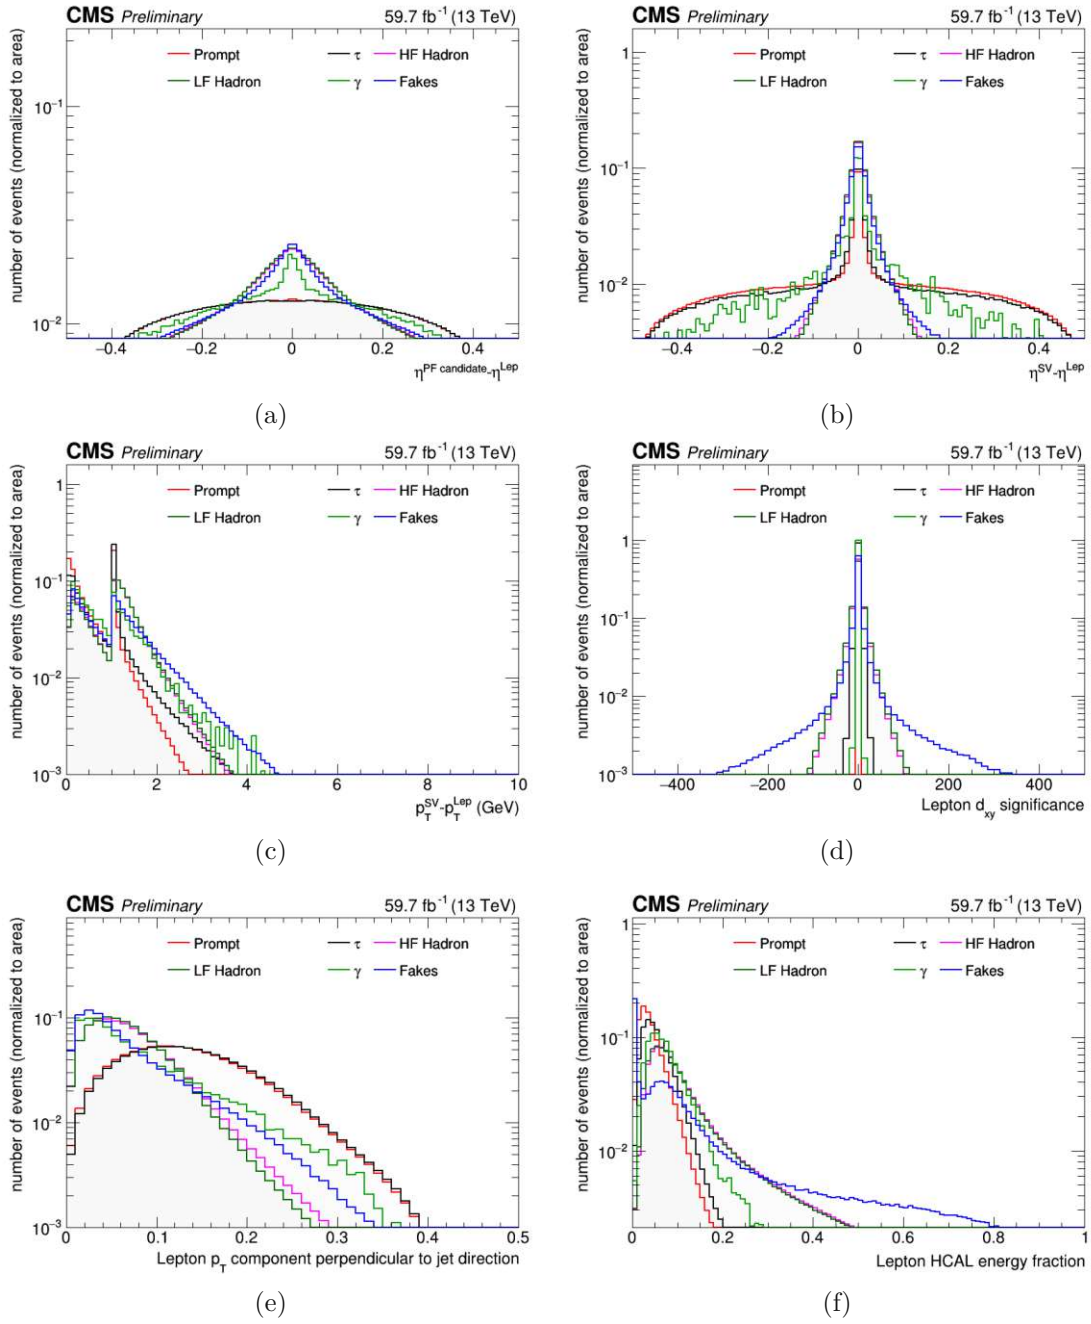 CMS Preliminary 59.7 fb⁻¹ (13 TeV)
number of events (normalized to area)
Prompt τ HF Hadron
LF Hadron γ Fakes
10⁻¹
10⁻²
−0.4 −0.2 0 0.2 0.4
η^PF candidate-η^Lep
(a)
CMS Preliminary 59.7 fb⁻¹ (13 TeV)
number of events (normalized to area)
Prompt τ HF Hadron
LF Hadron γ Fakes
1
10⁻¹
10⁻²
−0.4 −0.2 0 0.2 0.4
η^SV-η^Lep
(b)
CMS Preliminary 59.7 fb⁻¹ (13 TeV)
number of events (normalized to area)
Prompt τ HF Hadron
LF Hadron γ Fakes
1
10⁻¹
10⁻²
10⁻³
0 2 4 6 8 10
p_T^SV-p_T^Lep (GeV)
(c)
CMS Preliminary 59.7 fb⁻¹ (13 TeV)
number of events (normalized to area)
Prompt τ HF Hadron
LF Hadron γ Fakes
1
10⁻¹
10⁻²
10⁻³
−400 −200 0 200 400
Lepton d_xy significance
(d)
CMS Preliminary 59.7 fb⁻¹ (13 TeV)
number of events (normalized to area)
Prompt τ HF Hadron
LF Hadron γ Fakes
10⁻¹
10⁻²
10⁻³
0 0.1 0.2 0.3 0.4 0.5
Lepton p_T component perpendicular to jet direction
(e)
CMS Preliminary 59.7 fb⁻¹ (13 TeV)
number of events (normalized to area)
Prompt τ HF Hadron
LF Hadron γ Fakes
1
10⁻¹
10⁻²
0 0.2 0.4 0.6 0.8 1
Lepton HCAL energy fraction
(f)